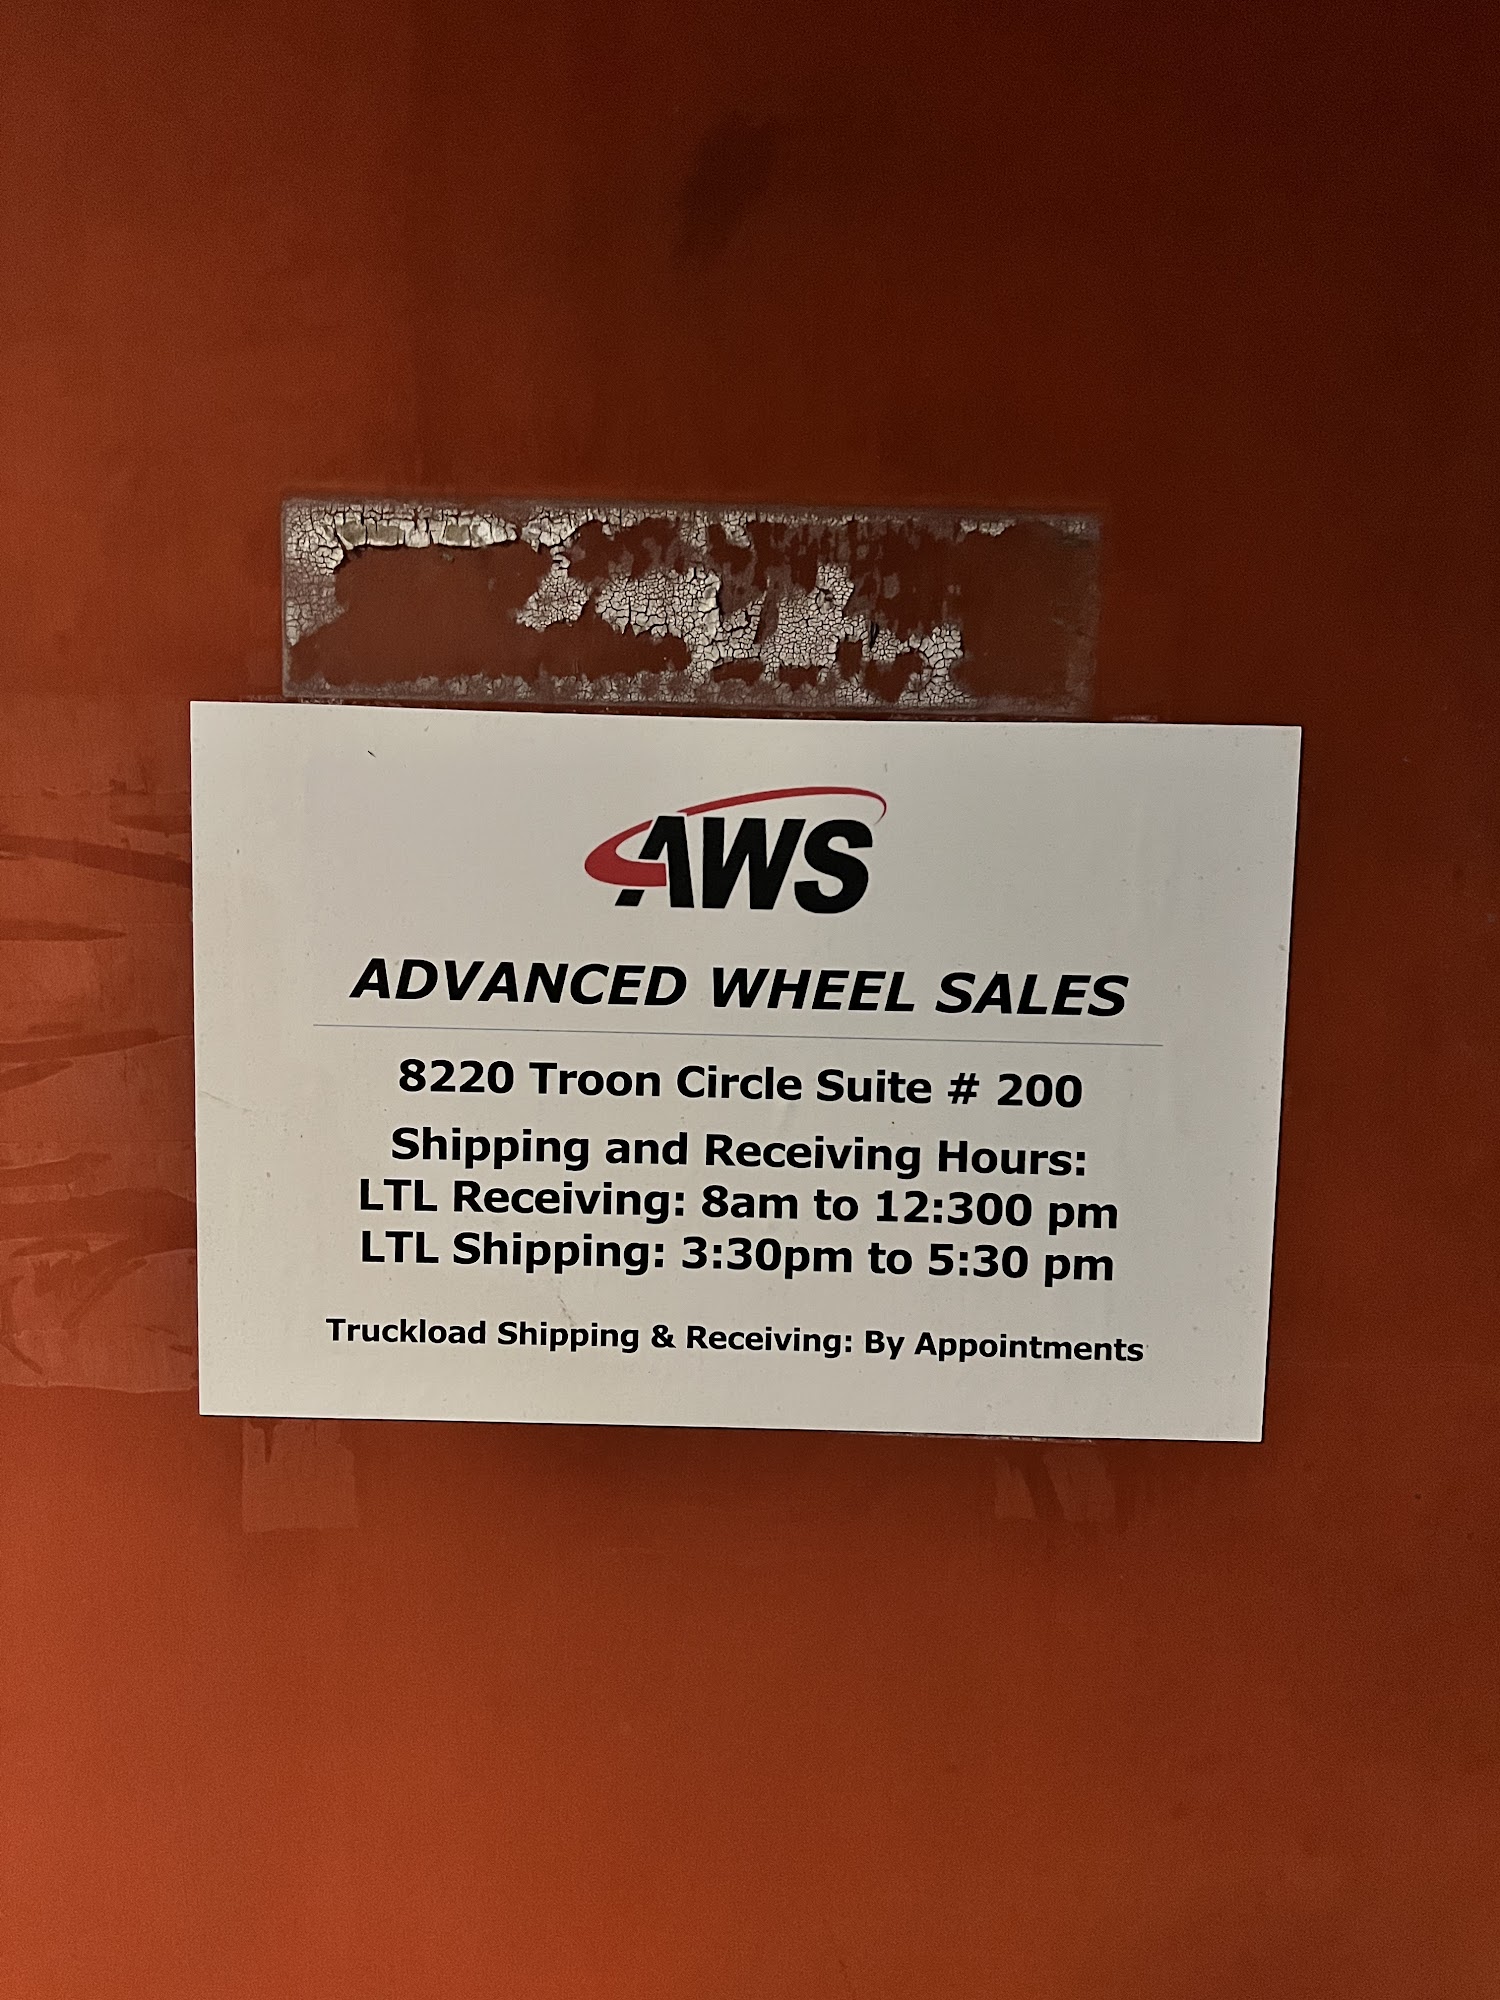 AWS
ADVANCED WHEEL SALES
8220 Troon Circle Suite # 200
Shipping and Receiving Hours:
LTL Receiving: 8am to 12:300 pm
LTL Shipping: 3:30pm to 5:30 pm
Truckload Shipping & Receiving: By Appointments